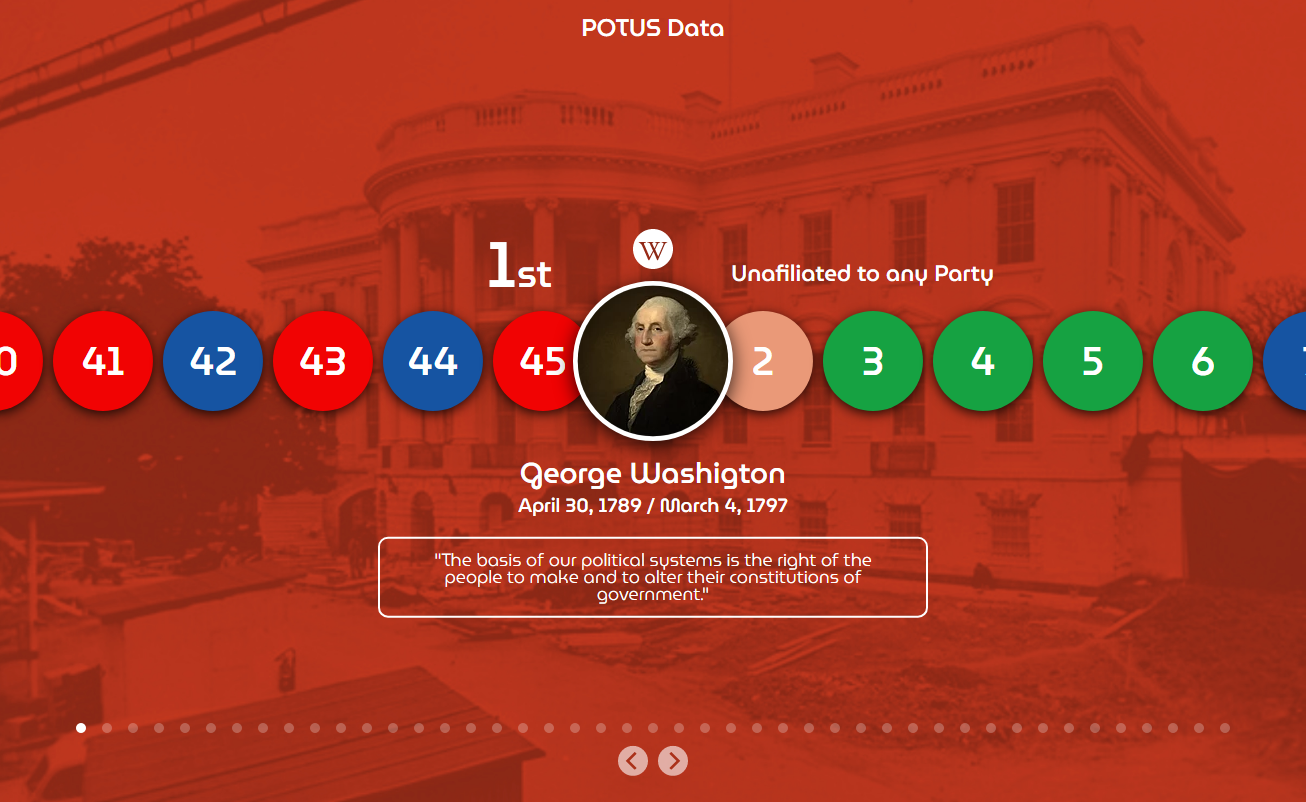 POTUS Data
W
1st
Unafiliated to any Party
0 41 42 43 44 45 2 3 4 5 6
George Washigton
April 30, 1789 / March 4, 1797
"The basis of our political systems is the right of the
people to make and to alter their constitutions of
government."